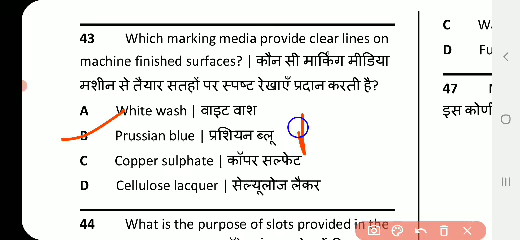 43 Which marking media provide clear lines on
machine finished surfaces? | कौन सी मार्किंग मीडिया
मशीन से तैयार सतहों पर स्पष्ट रेखाएँ प्रदान करती है?
A White wash | वाइट वाश
B Prussian blue | प्रशियन ब्लू
C Copper sulphate | कॉपर सल्फेट
D Cellulose lacquer | सेल्यूलोज लैकर
44 What is the purpose of slots provided in the
C
D
47
इस